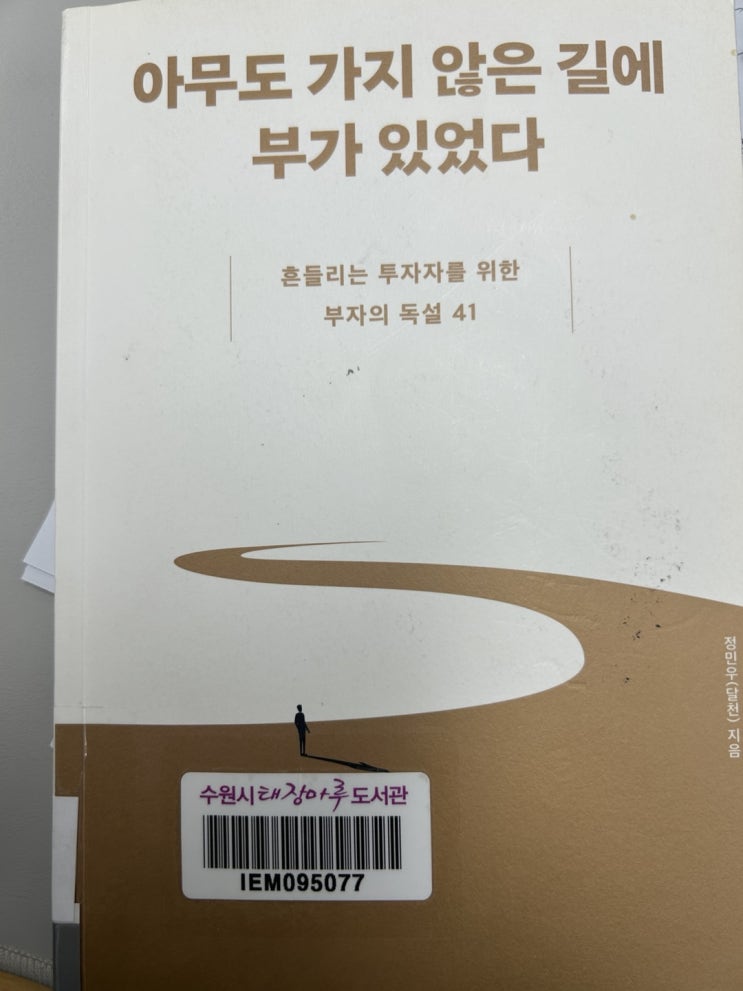 아무도 가지 않은 길에
부가 있었다
흔들리는 투자자를 위한
부자의 독설 41
정민우(달천) 지음
수원시태장마루도서관
IEM095077